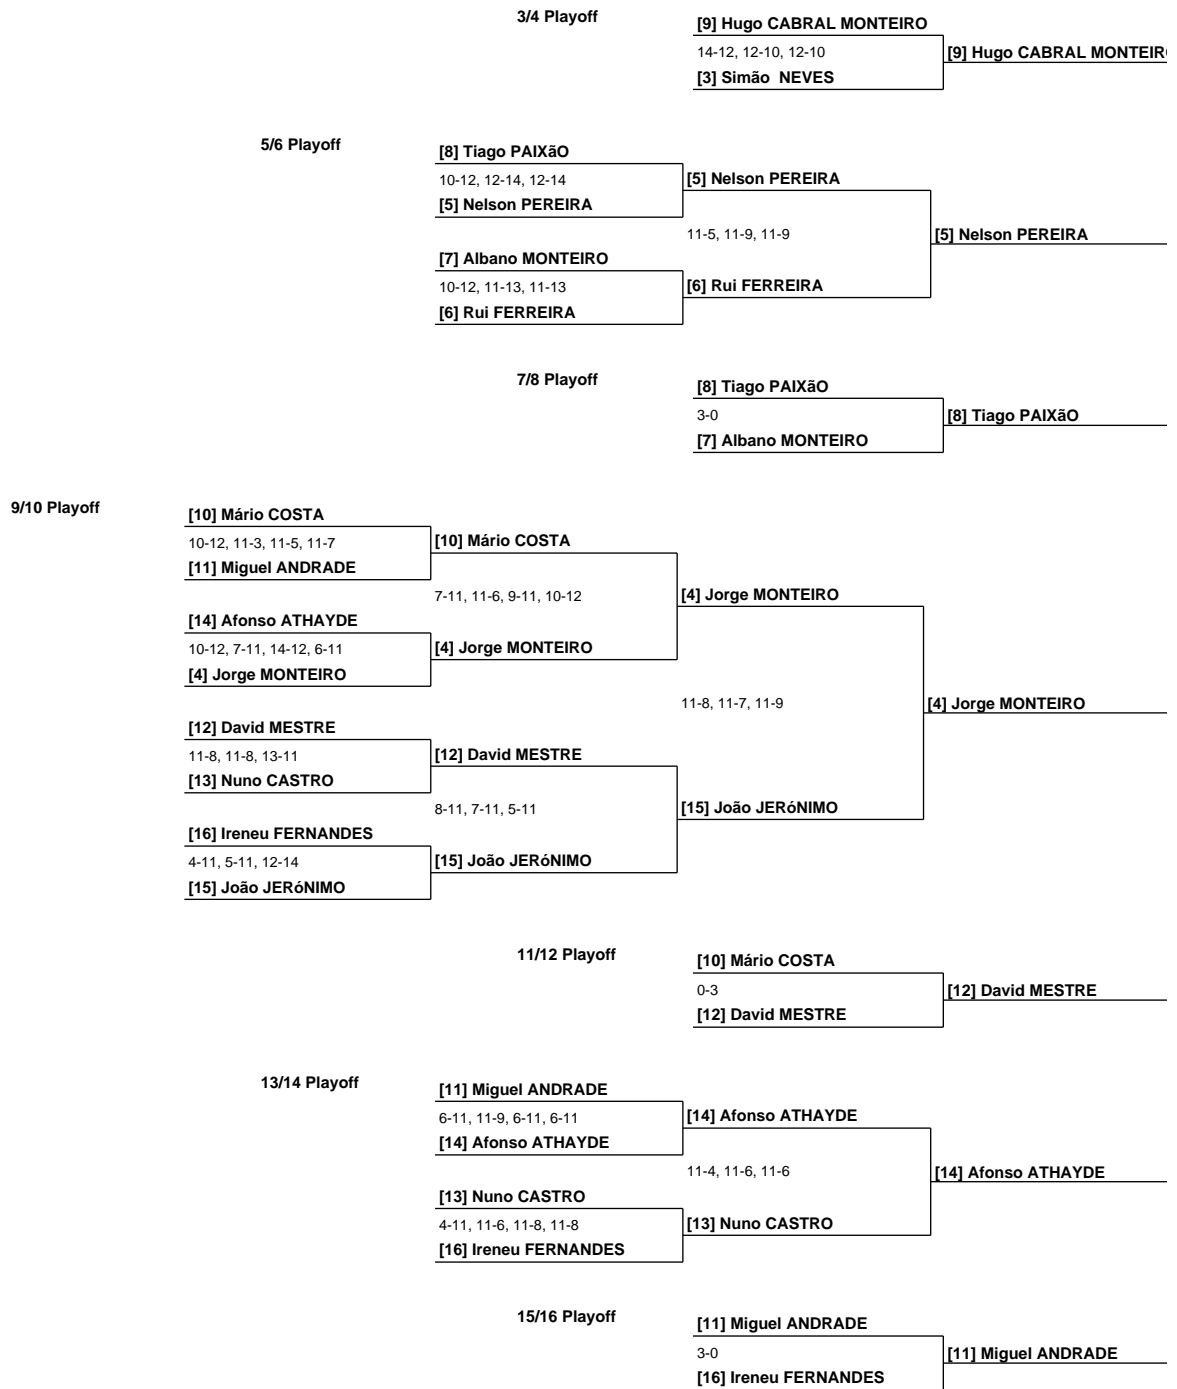 3/4 Playoff
[9] Hugo CABRAL MONTEIRO
14-12, 12-10, 12-10
[9] Hugo CABRAL MONTEIR
[3] Simão  NEVES
5/6 Playoff
[8] Tiago PAIXãO
10-12, 12-14, 12-14
[5] Nelson PEREIRA
[5] Nelson PEREIRA
11-5, 11-9, 11-9
[5] Nelson PEREIRA
[7] Albano MONTEIRO
10-12, 11-13, 11-13
[6] Rui FERREIRA
[6] Rui FERREIRA
7/8 Playoff
[8] Tiago PAIXãO
3-0
[8] Tiago PAIXãO
[7] Albano MONTEIRO
9/10 Playoff
[10] Mário COSTA
10-12, 11-3, 11-5, 11-7
[10] Mário COSTA
[11] Miguel ANDRADE
7-11, 11-6, 9-11, 10-12
[4] Jorge MONTEIRO
[14] Afonso ATHAYDE
10-12, 7-11, 14-12, 6-11
[4] Jorge MONTEIRO
[4] Jorge MONTEIRO
11-8, 11-7, 11-9
[4] Jorge MONTEIRO
[12] David MESTRE
11-8, 11-8, 13-11
[12] David MESTRE
[13] Nuno CASTRO
8-11, 7-11, 5-11
[15] João JERóNIMO
[16] Ireneu FERNANDES
4-11, 5-11, 12-14
[15] João JERóNIMO
[15] João JERóNIMO
11/12 Playoff
[10] Mário COSTA
0-3
[12] David MESTRE
[12] David MESTRE
13/14 Playoff
[11] Miguel ANDRADE
6-11, 11-9, 6-11, 6-11
[14] Afonso ATHAYDE
[14] Afonso ATHAYDE
11-4, 11-6, 11-6
[14] Afonso ATHAYDE
[13] Nuno CASTRO
4-11, 11-6, 11-8, 11-8
[13] Nuno CASTRO
[16] Ireneu FERNANDES
15/16 Playoff
[11] Miguel ANDRADE
3-0
[11] Miguel ANDRADE
[16] Ireneu FERNANDES